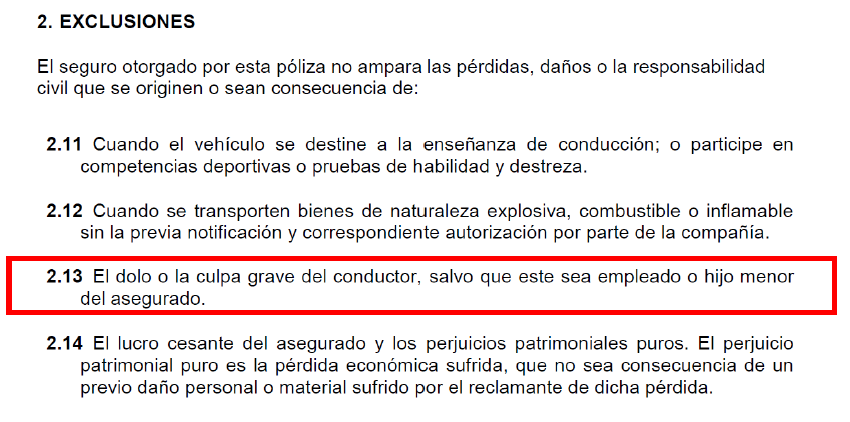 2. EXCLUSIONES
El seguro otorgado por esta póliza no ampara las pérdidas, daños o la responsabilidad
civil que se originen o sean consecuencia de:
2.11 Cuando el vehículo se destine a la enseñanza de conducción; o participe en
competencias deportivas o pruebas de habilidad y destreza.
2.12 Cuando se transporten bienes de naturaleza explosiva, combustible o inflamable
sin la previa notificación y correspondiente autorización por parte de la compañía.
2.13 El dolo o la culpa grave del conductor, salvo que este sea empleado o hijo menor
del asegurado.
2.14 El lucro cesante del asegurado y los perjuicios patrimoniales puros. El perjuicio
patrimonial puro es la pérdida económica sufrida, que no sea consecuencia de un
previo daño personal o material sufrido por el reclamante de dicha pérdida.